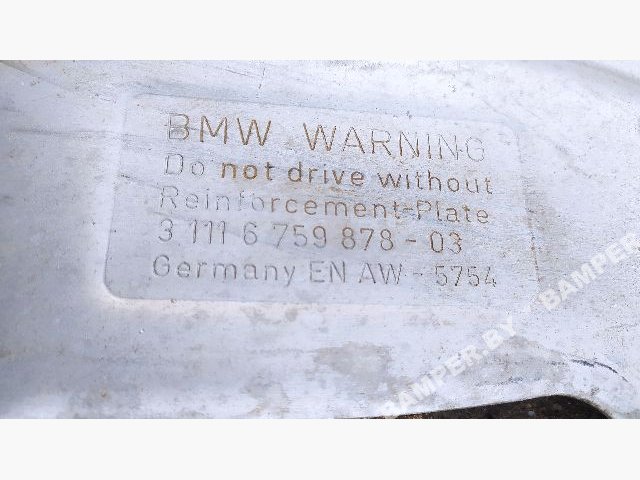 BMW WARNING
Do not drive without
Reinforcement-Plate
3 111 6 759 878 - 03
Germany EN AW - 5754
BAMPER.BY - BAMPER.BY